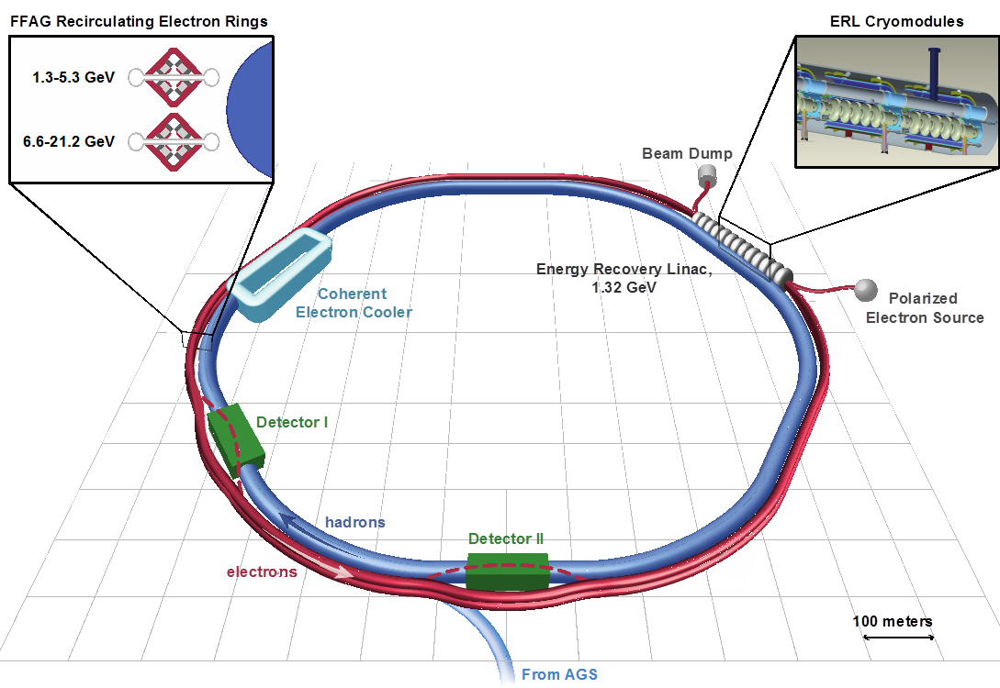 FFAG Recirculating Electron Rings
ERL Cryomodules
1.3-5.3 GeV
6.6-21.2 GeV
Beam Dump
Energy Recovery Linac,
1.32 GeV
Polarized
Electron Source
Coherent
Electron Cooler
Detector I
hadrons
Detector II
electrons
100 meters
From AGS